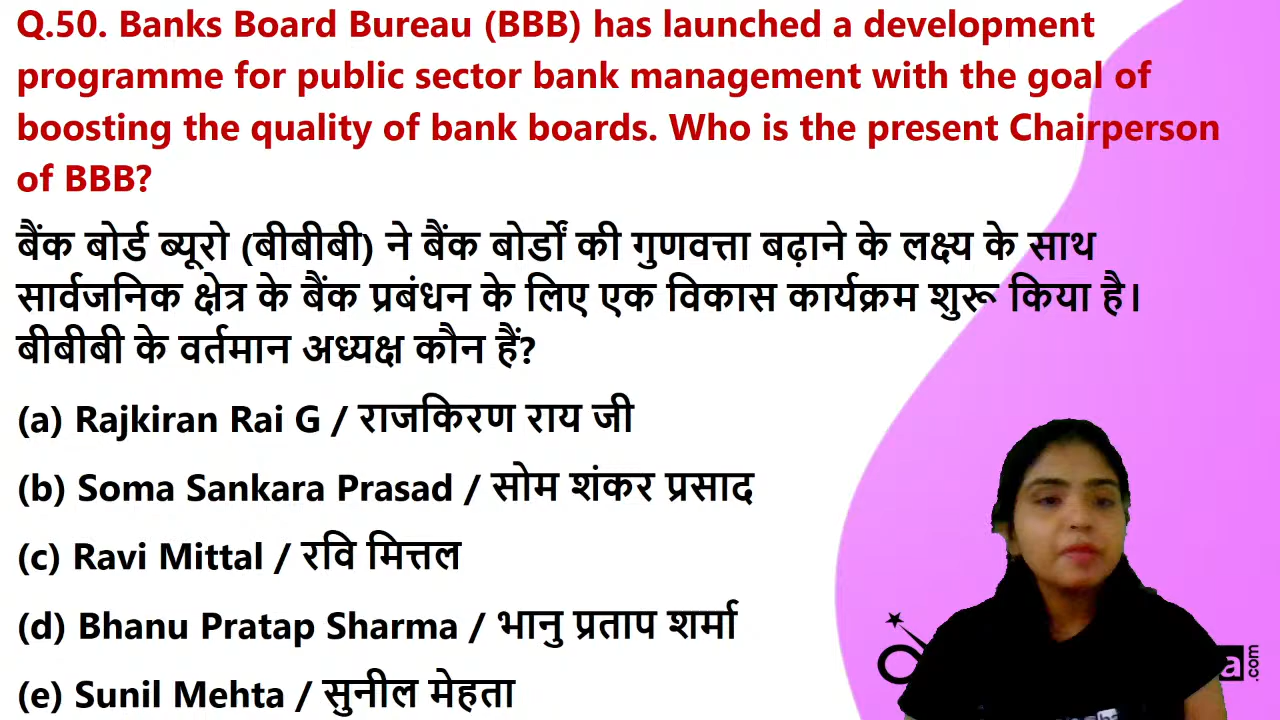 Q.50. Banks Board Bureau (BBB) has launched a development
programme for public sector bank management with the goal of
boosting the quality of bank boards. Who is the present Chairperson
of BBB?
बैंक बोर्ड ब्यूरो (बीबीबी) ने बैंक बोर्डों की गुणवत्ता बढ़ाने के लक्ष्य के साथ
सार्वजनिक क्षेत्र के बैंक प्रबंधन के लिए एक विकास कार्यक्रम शुरू किया है।
बीबीबी के वर्तमान अध्यक्ष कौन हैं?
(a) Rajkiran Rai G / राजकिरण राय जी
(b) Soma Sankara Prasad / सोम शंकर प्रसाद
(c) Ravi Mittal / रवि मित्तल
(d) Bhanu Pratap Sharma / भानु प्रताप शर्मा
(e) Sunil Mehta / सुनील मेहता
a
.com